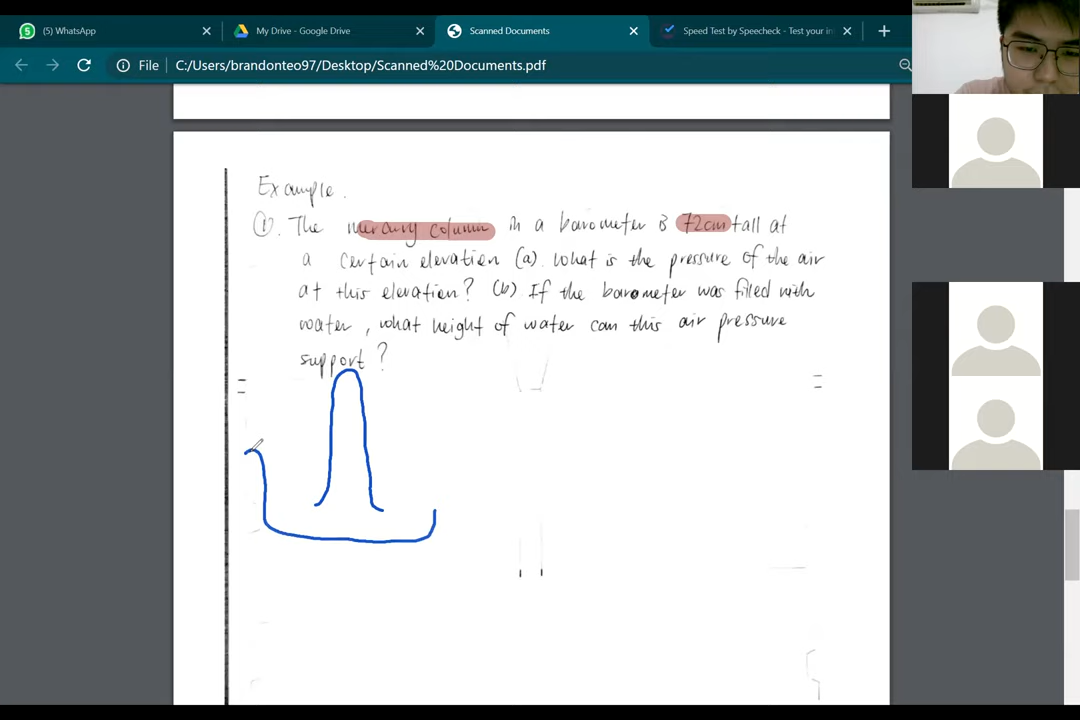 5
(5) WhatsApp
My Drive - Google Drive
Scanned Documents
Speed Test by Speecheck - Test your in
File
C:/Users/brandonteo97/Desktop/Scanned%20Documents.pdf
Example.
①. The mercury column in a barometer is 72cm tall at
a certain elevation (a). What is the pressure of the air
at this elevation? (b) If the barometer was filled with
water, what height of water can this air pressure
support?